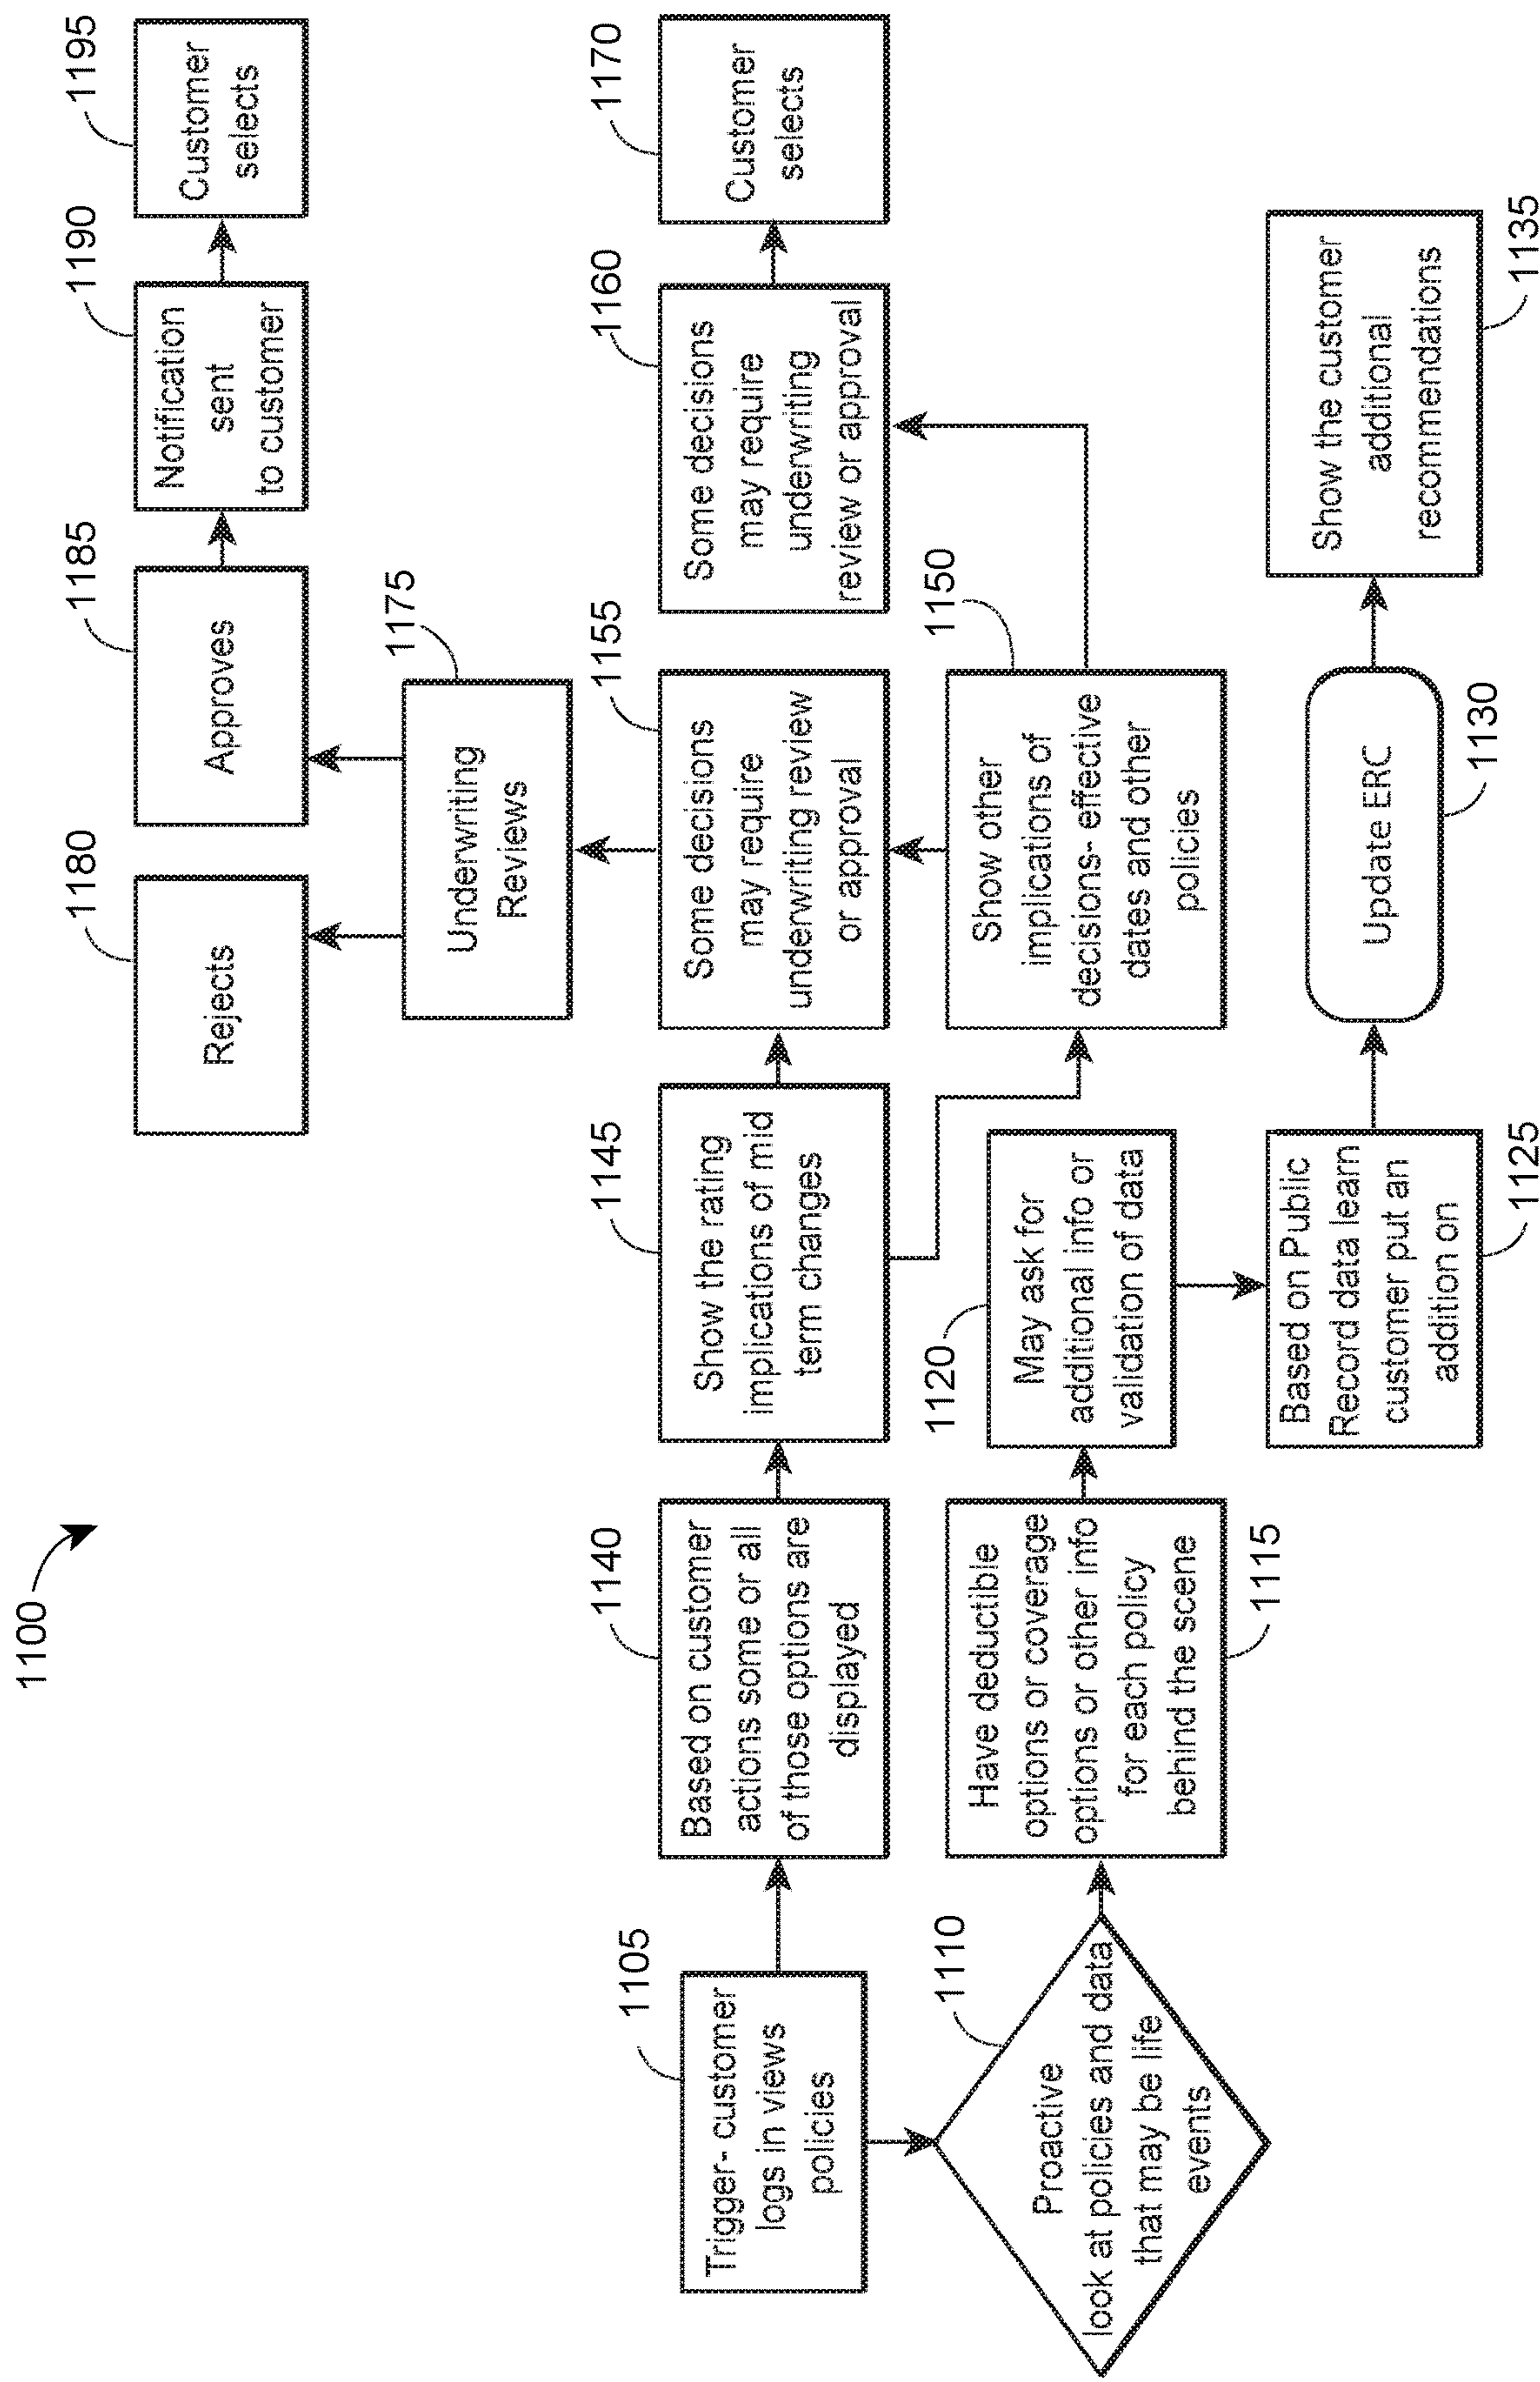 1100
1105
Trigger- customer
logs in views
policies
1110
Proactive
look at policies and data
that may be life
events
1115
Have deductible
options or coverage
options or other info
for each policy
behind the scene
1120
May ask for
additional info or
validation of data
1125
Based on Public
Record data learn
customer put an
addition on
1130
Update ERC
1135
Show the customer
additional
recommendations
1140
Based on customer
actions some or all
of those options are
displayed
1145
Show the rating
implications of mid
term changes
1150
Show other
implications of
decisions- effective
dates and other
policies
1155
Some decisions
may require
underwriting review
or approval
1160
Some decisions
may require
underwriting
review or approval
1170
Customer
selects
1175
Underwriting
Reviews
1180
Rejects
1185
Approves
1190
Notification
sent
to customer
1195
Customer
selects